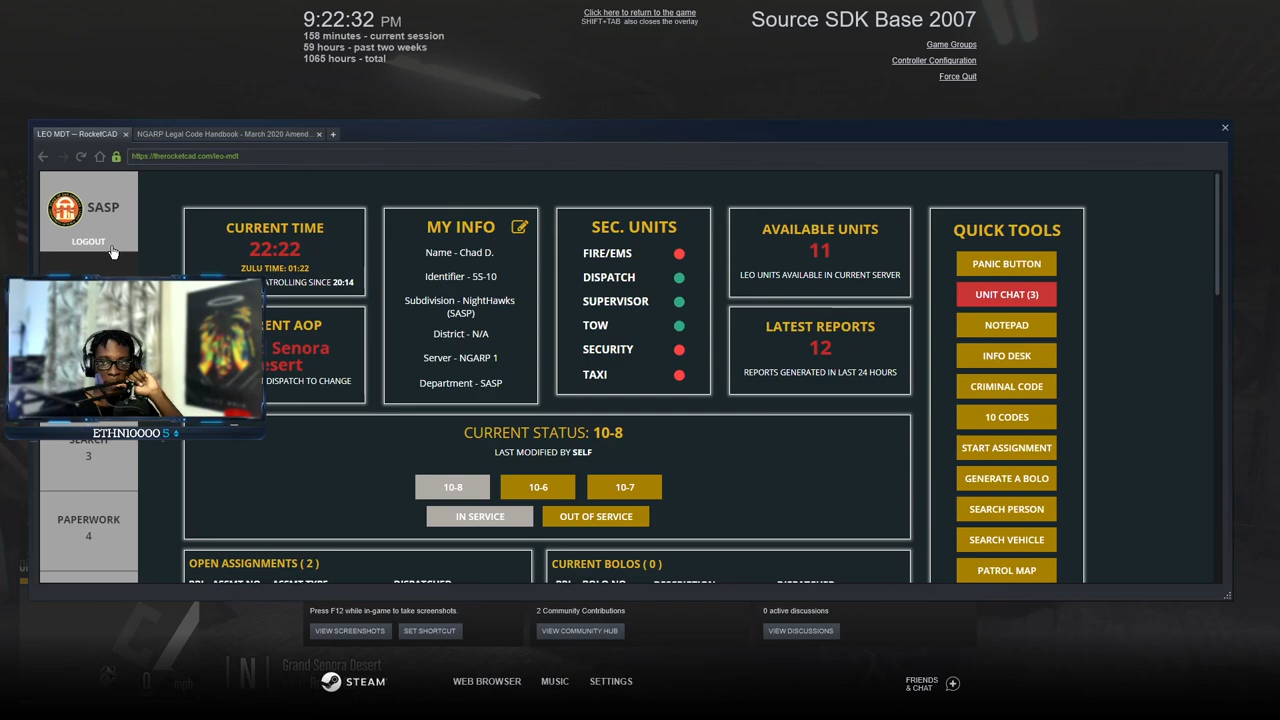 9:22:32 PM
158 minutes - current session
59 hours - past two weeks
1065 hours - total
Click here to return to the game
SHIFT+TAB also closes the overlay
Source SDK Base 2007
Game Groups
Controller Configuration
Force Quit
LEO MDT — RocketCAD
NGARP Legal Code Handbook - March 2020 Amend...
https://therocketcad.com/leo-mdt
SASP
LOGOUT
CURRENT TIME
22:22
ZULU TIME: 01:22
ATROLLING SINCE 20:14
ENT AOP
Senora
esert
T DISPATCH TO CHANGE
ETHN10000 5
SEARCH
3
PAPERWORK
4
MY INFO
Name - Chad D.
Identifier - 5S-10
Subdivision - NightHawks
(SASP)
District - N/A
Server - NGARP 1
Department - SASP
SEC. UNITS
FIRE/EMS
DISPATCH
SUPERVISOR
TOW
SECURITY
TAXI
AVAILABLE UNITS
11
LEO UNITS AVAILABLE IN CURRENT SERVER
LATEST REPORTS
12
REPORTS GENERATED IN LAST 24 HOURS
CURRENT STATUS: 10-8
LAST MODIFIED BY SELF
10-8
10-6
10-7
IN SERVICE
OUT OF SERVICE
OPEN ASSIGNMENTS ( 2 )
CURRENT BOLOS ( 0 )
QUICK TOOLS
PANIC BUTTON
UNIT CHAT (3)
NOTEPAD
INFO DESK
CRIMINAL CODE
10 CODES
START ASSIGNMENT
GENERATE A BOLO
SEARCH PERSON
SEARCH VEHICLE
PATROL MAP
Press F12 while in-game to take screenshots.
VIEW SCREENSHOTS
SET SHORTCUT
2 Community Contributions
VIEW COMMUNITY HUB
0 active discussions
VIEW DISCUSSIONS
0 mph
N
Grand Senora Desert
STEAM
WEB BROWSER
MUSIC
SETTINGS
FRIENDS
& CHAT